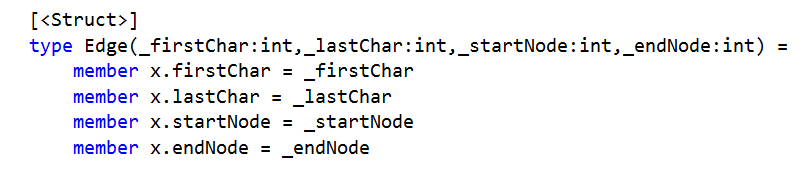 [<Struct>]
type Edge(_firstChar:int,_lastChar:int,_startNode:int,_endNode:int) =
    member x.firstChar = _firstChar
    member x.lastChar = _lastChar
    member x.startNode = _startNode
    member x.endNode = _endNode